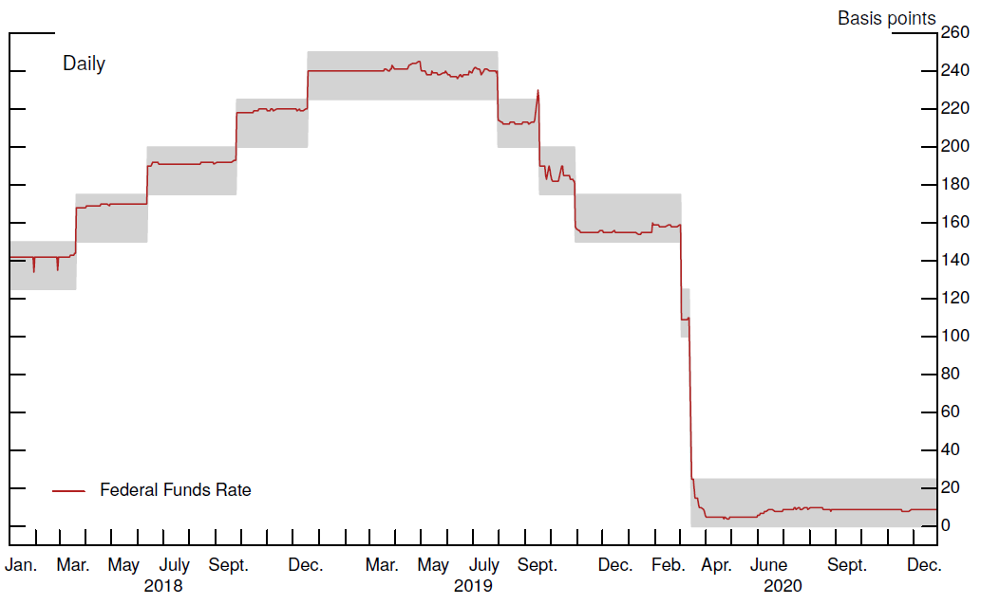 Basis points
Daily
260
240
220
200
180
160
140
120
100
80
60
40
20
0
Federal Funds Rate
Jan. Mar. May July Sept. Dec. Mar. May July Sept. Dec. Feb. Apr. June Sept. Dec.
2018 2019 2020